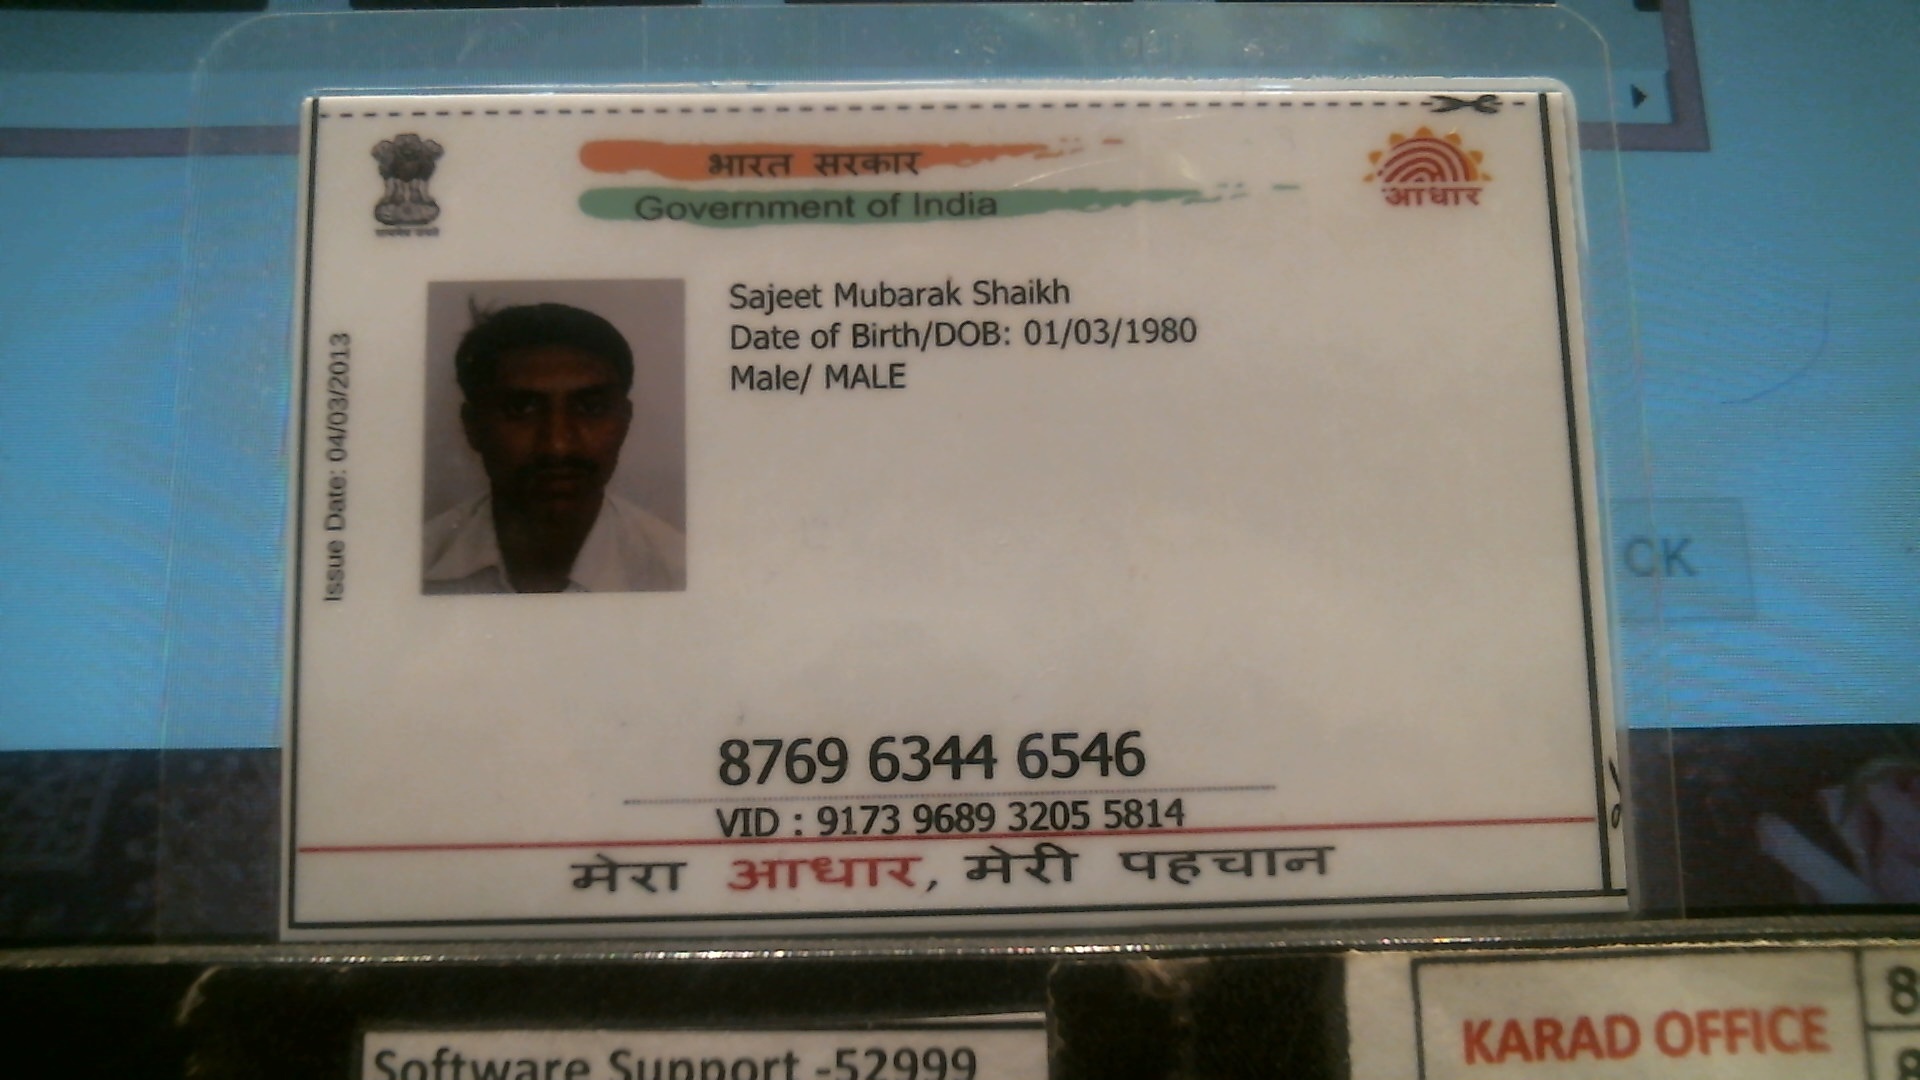 भारत सरकार
Government of India
आधार
Sajeet Mubarak Shaikh
Date of Birth/DOB: 01/03/1980
Male/ MALE
Issue Date: 04/03/2013
OK
8769 6344 6546
VID : 9173 9689 3205 5814
मेरा आधार, मेरी पहचान
Software Support -52999
KARAD OFFICE